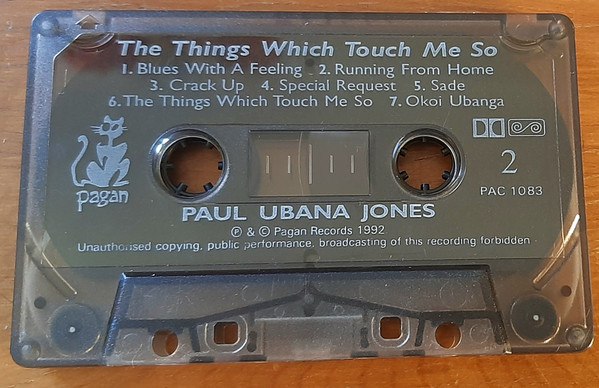 The Things Which Touch Me So
1. Blues With A Feeling 2. Running From Home
3. Crack Up 4. Special Request 5. Sade
6. The Things Which Touch Me So 7. Okoi Ubanga
pagan
2
PAC 1083
PAUL UBANA JONES
℗ & © Pagan Records 1992
Unauthorised copying, public performance, broadcasting of this recording forbidden